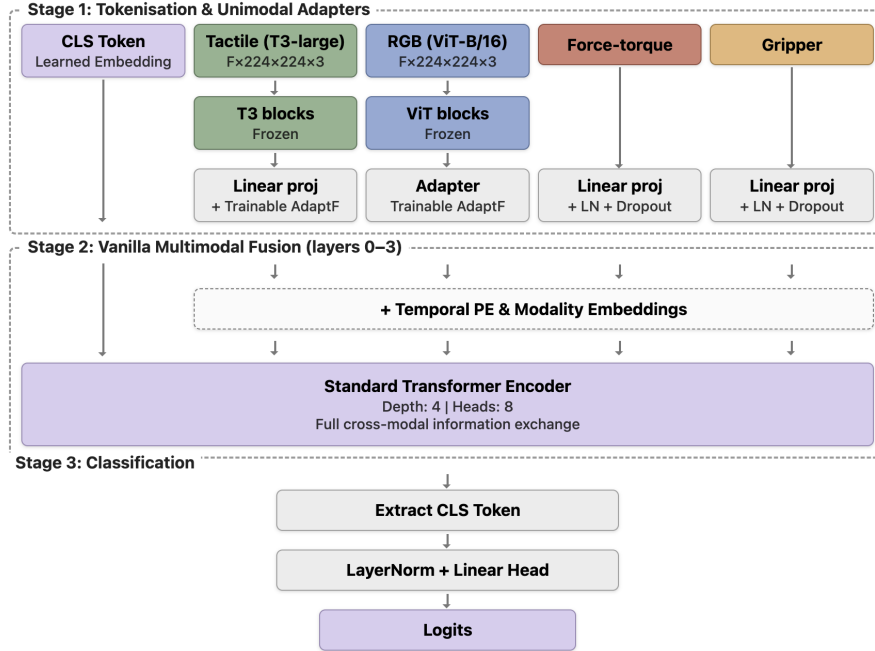 Stage 1: Tokenisation & Unimodal Adapters
CLS Token
Learned Embedding
Tactile (T3-large)
F×224×224×3
RGB (ViT-B/16)
F×224×224×3
Force-torque
Gripper
T3 blocks
Frozen
ViT blocks
Frozen
Linear proj
+ Trainable AdaptF
Adapter
Trainable AdaptF
Linear proj
+ LN + Dropout
Linear proj
+ LN + Dropout
Stage 2: Vanilla Multimodal Fusion (layers 0–3)
+ Temporal PE & Modality Embeddings
Standard Transformer Encoder
Depth: 4 | Heads: 8
Full cross-modal information exchange
Stage 3: Classification
Extract CLS Token
LayerNorm + Linear Head
Logits